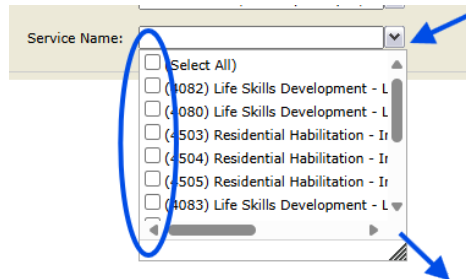 Service Name:
(Select All)
(4082) Life Skills Development - L
(4080) Life Skills Development - L
(4503) Residential Habilitation - Ir
(4504) Residential Habilitation - Ir
(4505) Residential Habilitation - Ir
(4083) Life Skills Development - L